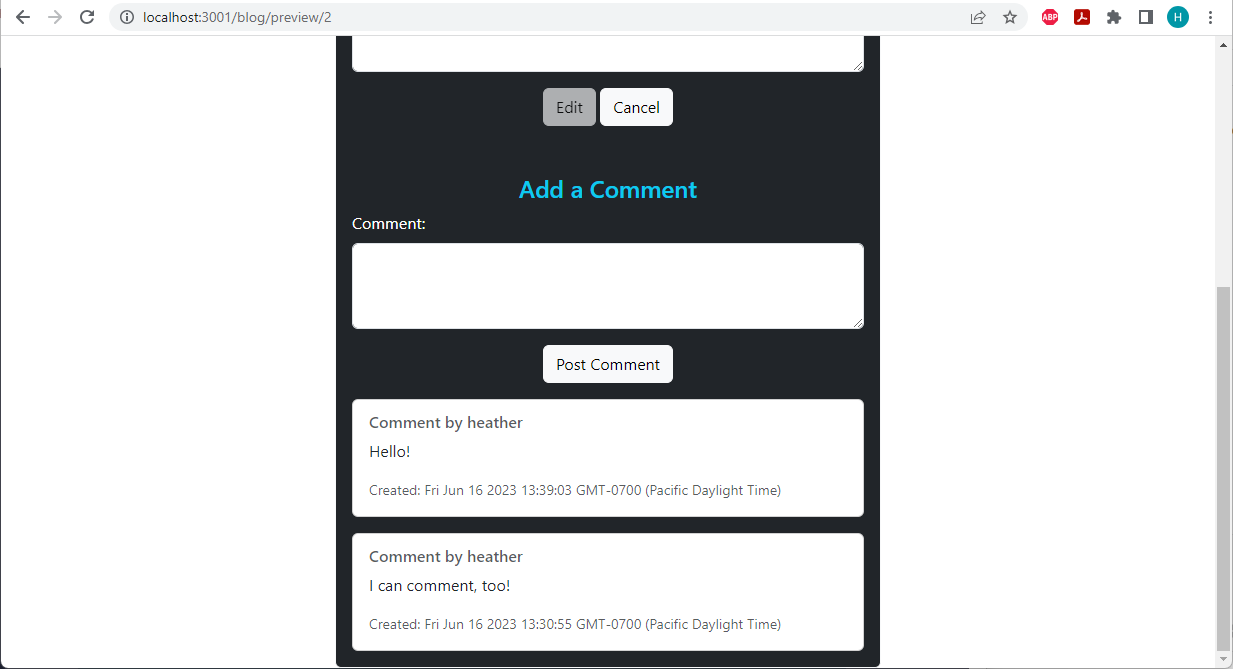 localhost:3001/blog/preview/2
ABP
H
Edit Cancel
Add a Comment
Comment:
Post Comment
Comment by heather
Hello!
Created: Fri Jun 16 2023 13:39:03 GMT-0700 (Pacific Daylight Time)
Comment by heather
I can comment, too!
Created: Fri Jun 16 2023 13:30:55 GMT-0700 (Pacific Daylight Time)